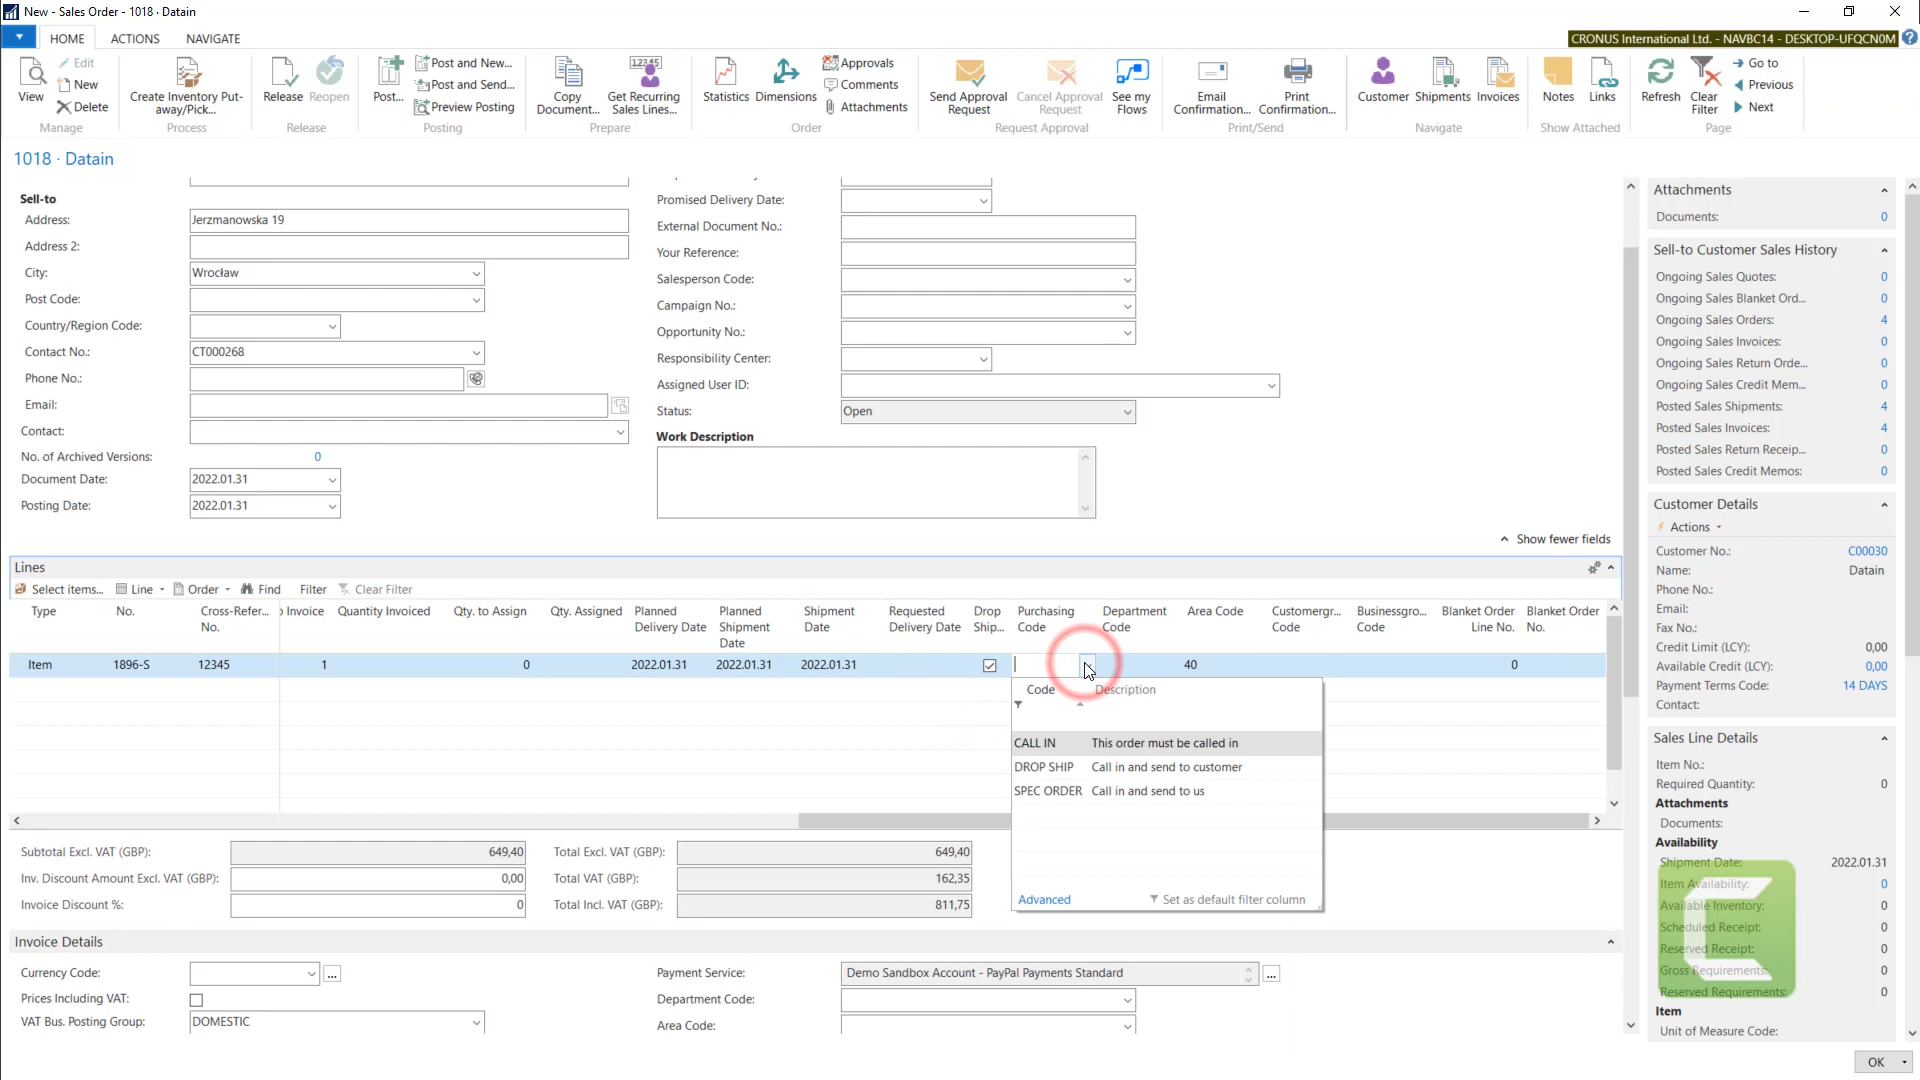 New - Sales Order - 1018 · Datain
HOME ACTIONS NAVIGATE
CRONUS International Ltd. - NAVBC14 - DESKTOP-UFQCN0M
View
Edit
New
Delete
Manage
Create Inventory Put-away/Pick...
Process
Release
Reopen
Release
Post...
Post and New...
Post and Send...
Preview Posting
Posting
Copy Document...
Get Recurring Sales Lines...
Prepare
Statistics
Dimensions
Approvals
Comments
Attachments
Order
Send Approval Request
Cancel Approval Request
See my Flows
Request Approval
Email Confirmation...
Print Confirmation...
Print/Send
Customer
Shipments
Invoices
Navigate
Notes
Links
Show Attached
Refresh
Clear Filter
Go to
Previous
Next
Page
1018 · Datain
Sell-to
Address: Jerzmanowska 19
Address 2:
City: Wrocław
Post Code:
Country/Region Code:
Contact No.: CT000268
Phone No.:
Email:
Contact:
No. of Archived Versions: 0
Document Date: 2022.01.31
Posting Date: 2022.01.31
Promised Delivery Date:
External Document No.:
Your Reference:
Salesperson Code:
Campaign No.:
Opportunity No.:
Responsibility Center:
Assigned User ID:
Status: Open
Work Description
Show fewer fields
Lines
Select items... Line Order Find Filter Clear Filter
Type No. Cross-Refer... No. Invoice Quantity Invoiced Qty. to Assign Qty. Assigned Planned Delivery Date Planned Shipment Date Shipment Date Requested Delivery Date Drop Ship... Purchasing Code Department Code Area Code Customergr... Code Businessgro... Code Blanket Order Line No. Blanket Order No.
Item 1896-S 12345 1 0 2022.01.31 2022.01.31 2022.01.31 40 0
Code Description
CALL IN This order must be called in
DROP SHIP Call in and send to customer
SPEC ORDER Call in and send to us
Advanced Set as default filter column
Subtotal Excl. VAT (GBP): 649,40
Inv. Discount Amount Excl. VAT (GBP): 0,00
Invoice Discount %: 0
Total Excl. VAT (GBP): 649,40
Total VAT (GBP): 162,35
Total Incl. VAT (GBP): 811,75
Invoice Details
Currency Code:
Prices Including VAT:
VAT Bus. Posting Group: DOMESTIC
Payment Service: Demo Sandbox Account - PayPal Payments Standard
Department Code:
Area Code:
Attachments
Documents: 0
Sell-to Customer Sales History
Ongoing Sales Quotes: 0
Ongoing Sales Blanket Ord... 0
Ongoing Sales Orders: 4
Ongoing Sales Invoices: 0
Ongoing Sales Return Orde... 0
Ongoing Sales Credit Mem... 0
Posted Sales Shipments: 4
Posted Sales Invoices: 4
Posted Sales Return Receip... 0
Posted Sales Credit Memos: 0
Customer Details
Actions
Customer No.: C00030
Name: Datain
Phone No.:
Email:
Fax No.:
Credit Limit (LCY): 0,00
Available Credit (LCY): 0,00
Payment Terms Code: 14 DAYS
Contact:
Sales Line Details
Item No.:
Required Quantity: 0
Attachments
Documents:
Availability
Shipment Date: 2022.01.31
Item Availability: 0
Available Inventory: 0
Scheduled Receipt: 0
Reserved Receipt: 0
Gross Requirements: 0
Reserved Requirements: 0
Item
Unit of Measure Code:
OK